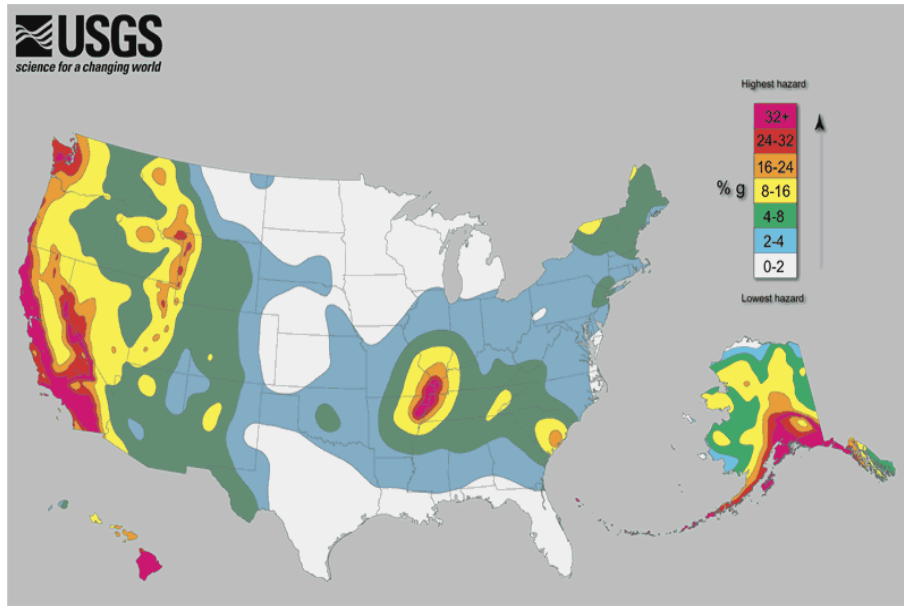 USGS
science for a changing world
Highest hazard
32+
24-32
16-24
% g
8-16
4-8
2-4
0-2
Lowest hazard